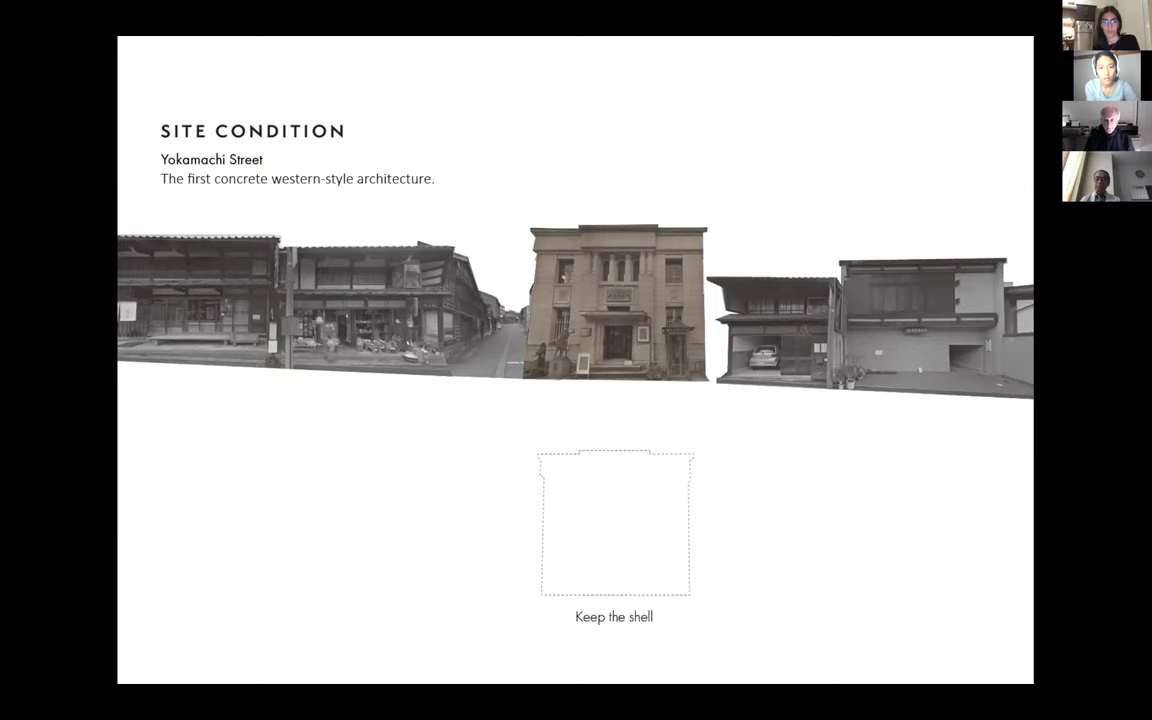 SITE CONDITION
Yokamachi Street
The first concrete western-style architecture.
Keep the shell